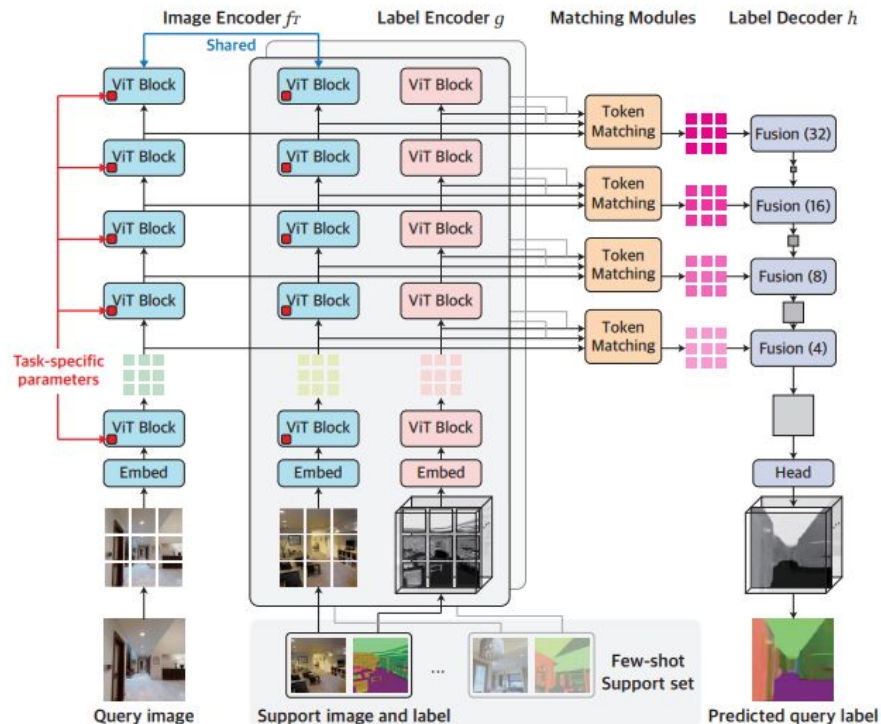 Image Encoder fT
Label Encoder g
Matching Modules
Label Decoder h
Shared
ViT Block
ViT Block
ViT Block
Token
Matching
Fusion (32)
ViT Block
ViT Block
ViT Block
Token
Matching
Fusion (16)
ViT Block
ViT Block
ViT Block
Token
Matching
Fusion (8)
ViT Block
ViT Block
ViT Block
Token
Matching
Fusion (4)
Task-specific
parameters
ViT Block
ViT Block
ViT Block
Embed
Embed
Embed
Head
...
Few-shot
Support set
Query image
Support image and label
Predicted query label